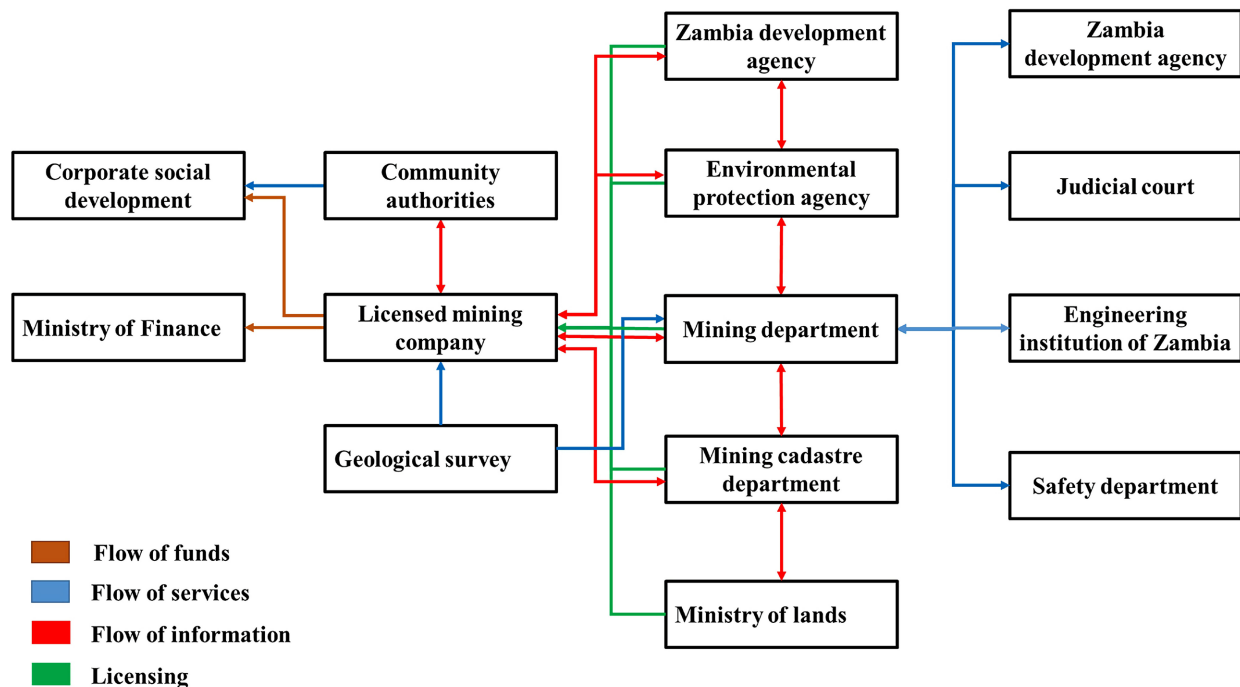 Zambia development
agency
Zambia
development agency
Corporate social
development
Community
authorities
Environmental
protection agency
Judicial court
Ministry of Finance
Licensed mining
company
Mining department
Engineering
institution of Zambia
Geological survey
Mining cadastre
department
Safety department
Flow of funds
Flow of services
Flow of information
Licensing
Ministry of lands